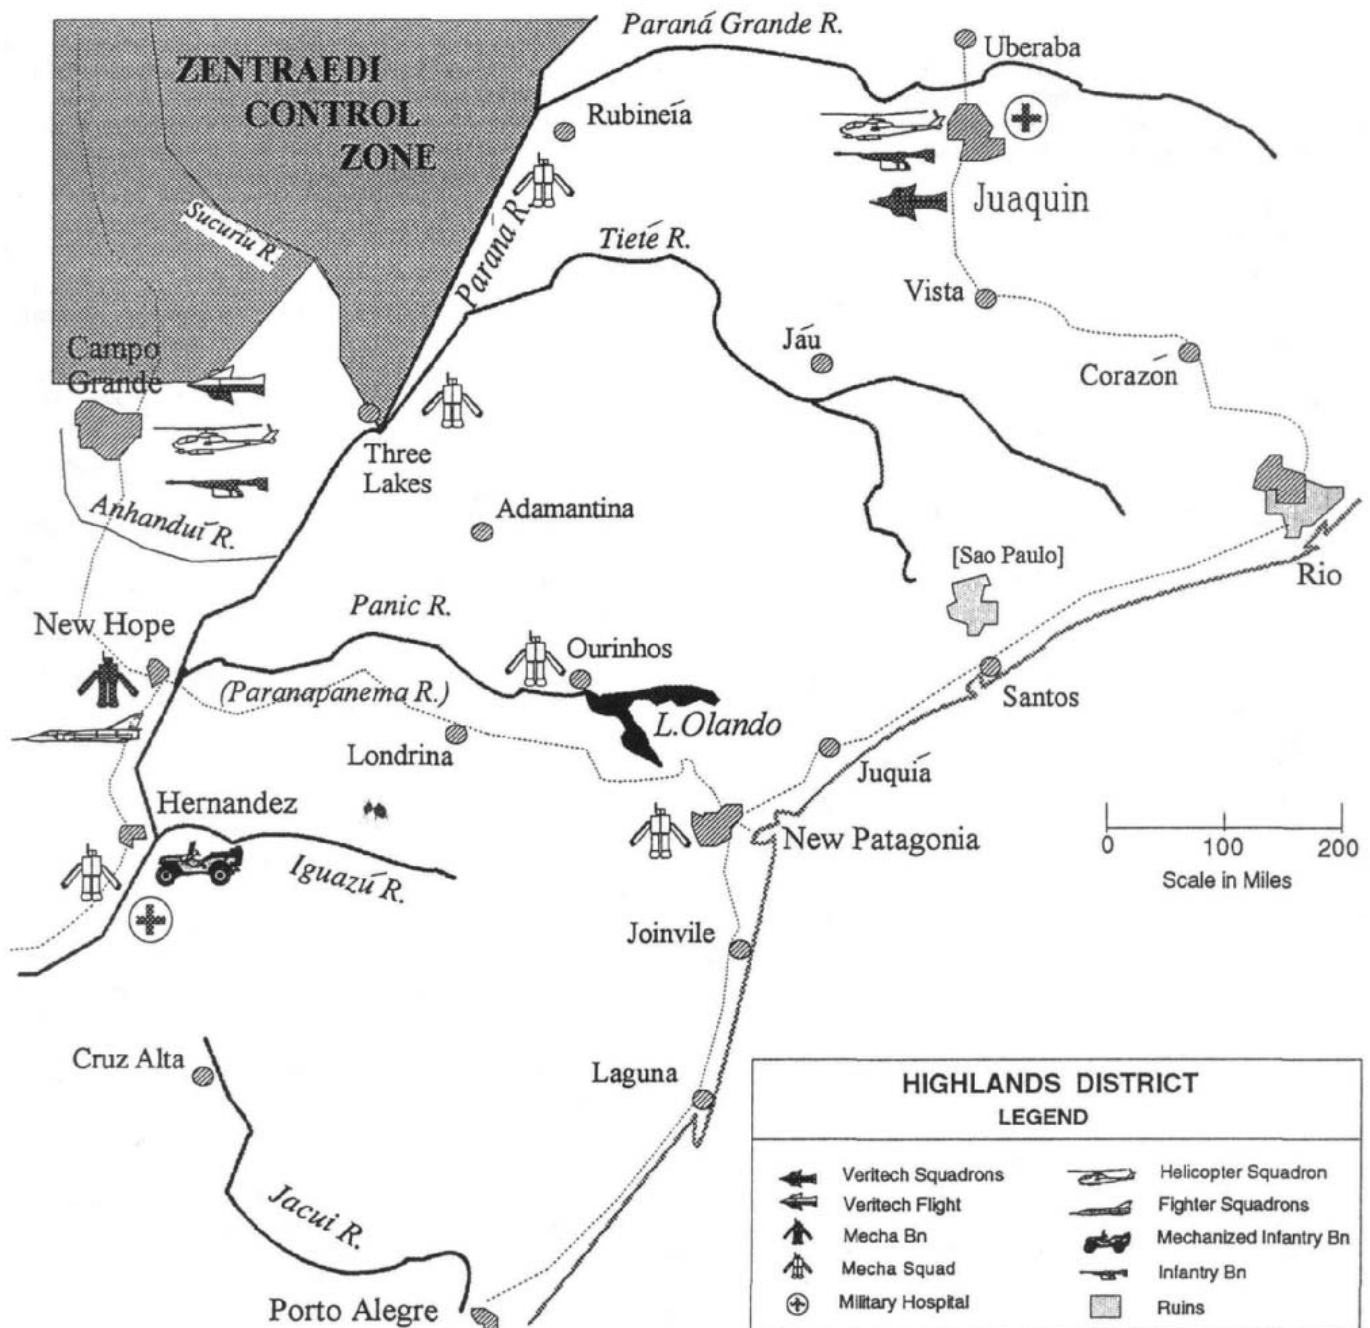 Paraná Grande R.
Uberaba
ZENTRAEDI
CONTROL
ZONE
Rubineía
Juaquin
Sucuriu R.
Paraná R.
Tieté R.
Vista
Jáu
Corazón
Campo
Grande
Three
Lakes
Anhanduí R.
Adamantina
[Sao Paulo]
Rio
New Hope
Panic R.
Ourinhos
(Paranapanema R.)
Santos
L.Olando
Londrina
Juquiá
Hernandez
New Patagonia
Iguazú R.
0 100 200
Scale in Miles
Joinvile
Cruz Alta
Laguna
Jacui R.
Porto Alegre
HIGHLANDS DISTRICT
LEGEND
Veritech Squadrons
Helicopter Squadron
Veritech Flight
Fighter Squadrons
Mecha Bn
Mechanized Infantry Bn
Mecha Squad
Infantry Bn
Military Hospital
Ruins